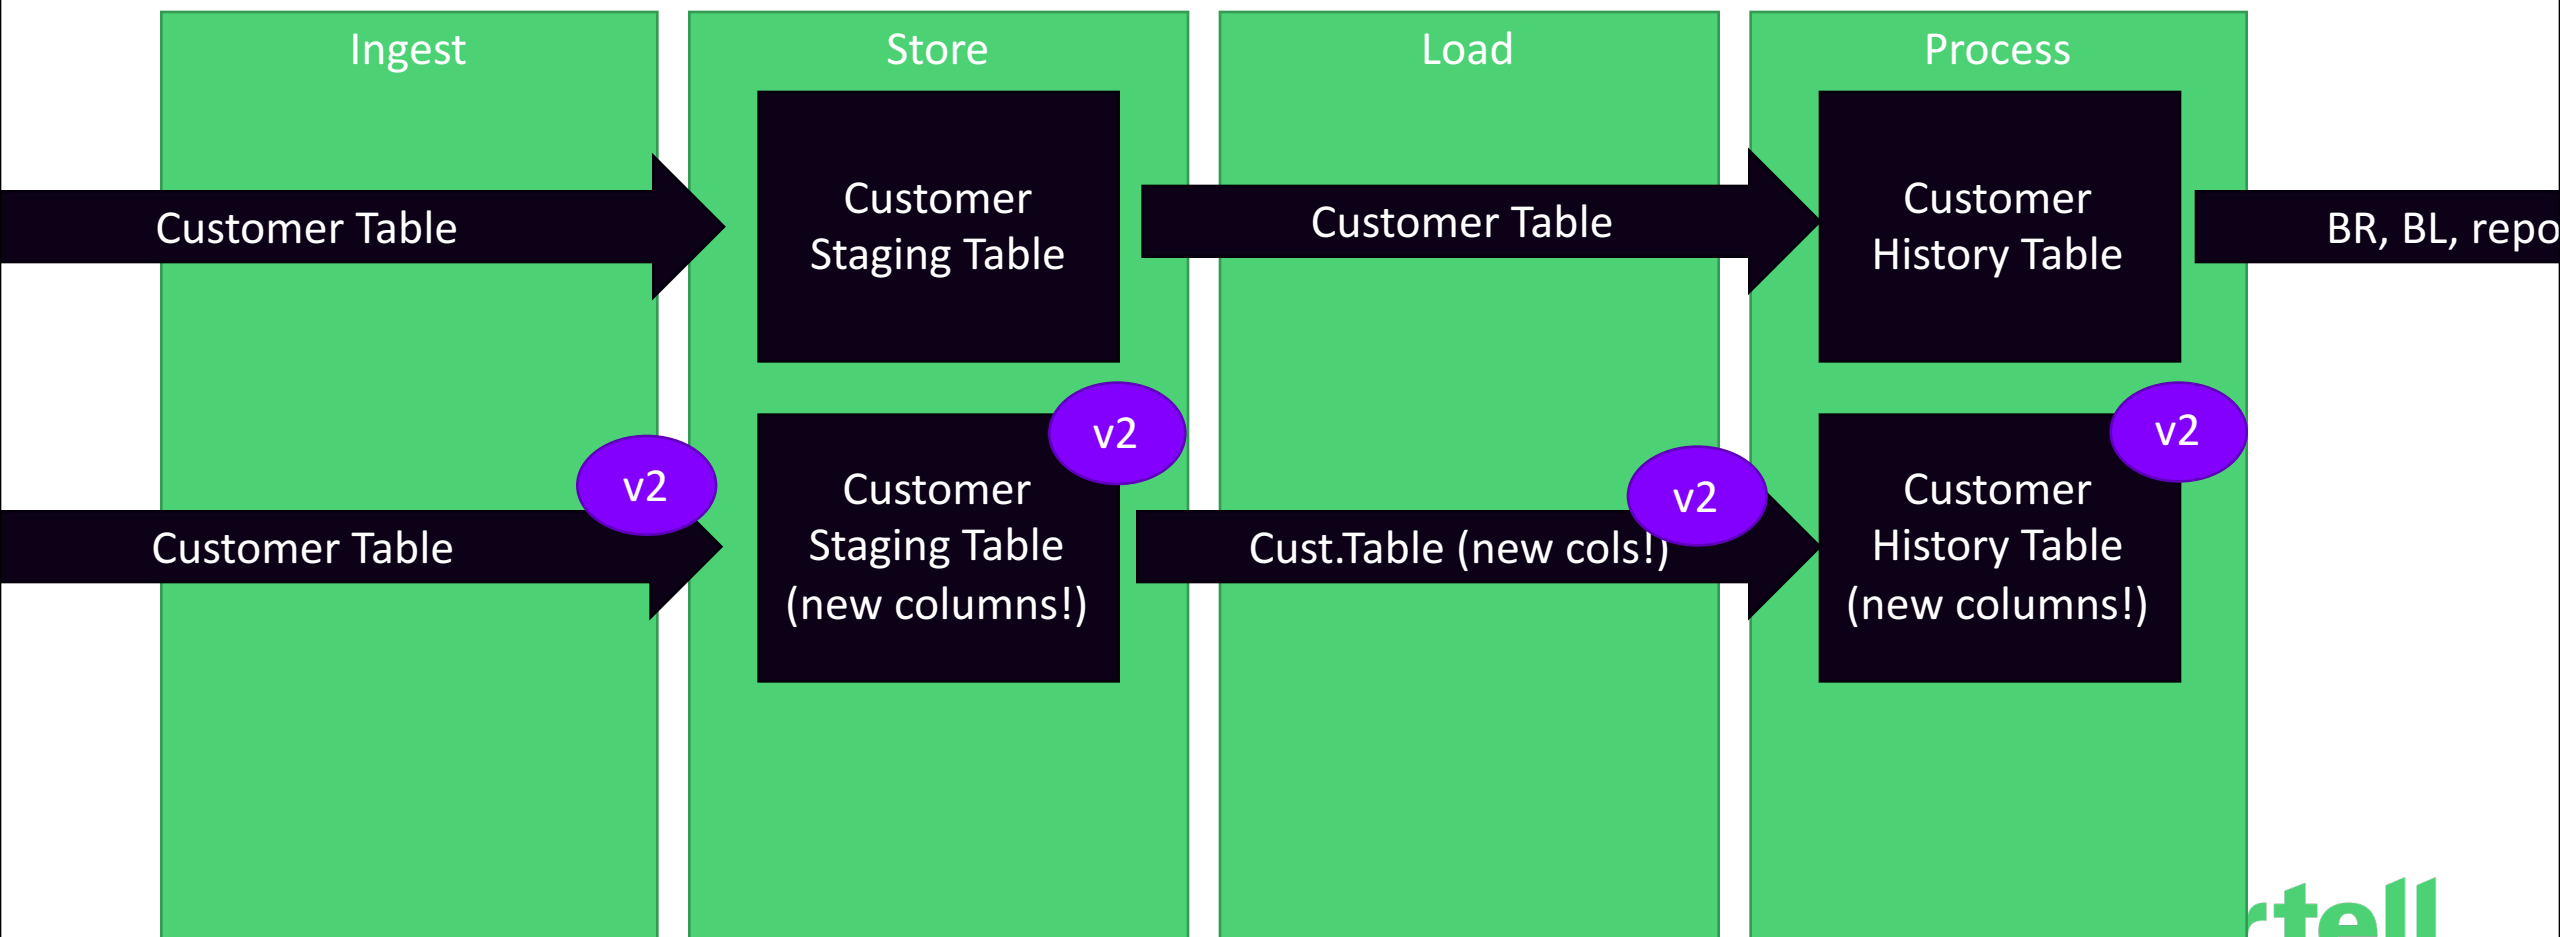 Ingest
Store
Load
Process
Customer Table
Customer
Staging Table
Customer Table
Customer
History Table
BR, BL, repo
v2
v2
v2
v2
Customer Table
Customer
Staging Table
(new columns!)
Cust.Table (new cols!)
Customer
History Table
(new columns!)
rtell